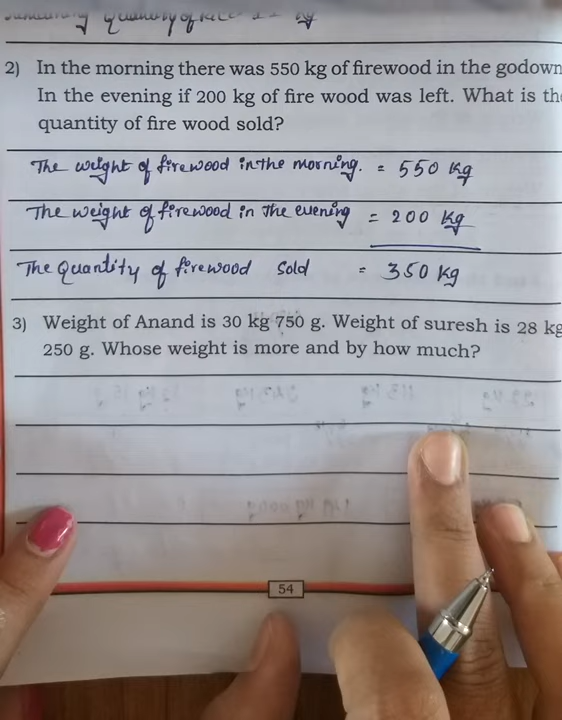 2) In the morning there was 550 kg of firewood in the godown
In the evening if 200 kg of fire wood was left. What is the
quantity of fire wood sold?
The weight of firewood in the morning. = 550 kg
The weight of firewood in the evening = 200 kg
The Quantity of firewood sold = 350 kg
3) Weight of Anand is 30 kg 750 g. Weight of suresh is 28 kg
250 g. Whose weight is more and by how much?
54